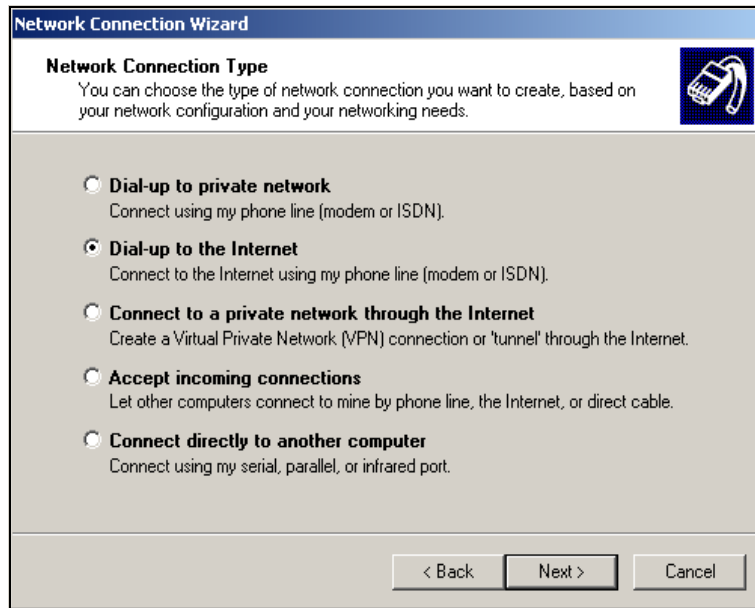 Network Connection Wizard
Network Connection Type
You can choose the type of network connection you want to create, based on
your network configuration and your networking needs.
Dial-up to private network
Connect using my phone line (modem or ISDN).
Dial-up to the Internet
Connect to the Internet using my phone line (modem or ISDN).
Connect to a private network through the Internet
Create a Virtual Private Network (VPN) connection or 'tunnel' through the Internet.
Accept incoming connections
Let other computers connect to mine by phone line, the Internet, or direct cable.
Connect directly to another computer
Connect using my serial, parallel, or infrared port.
< Back Next > Cancel